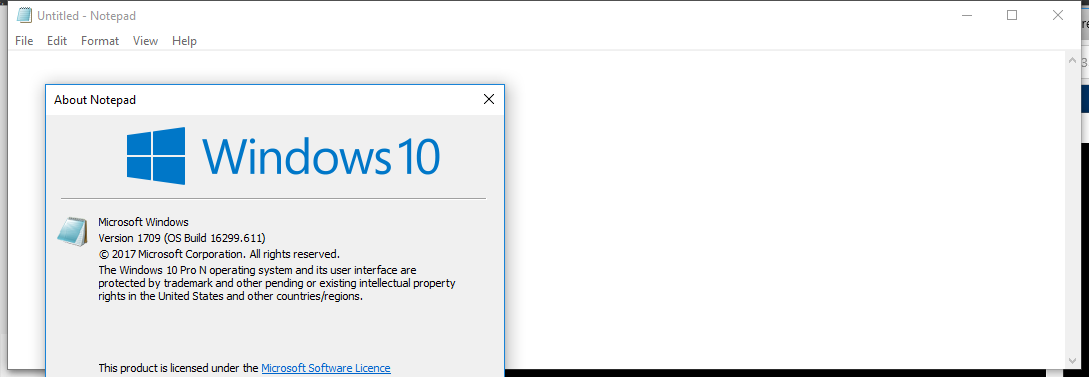 Untitled - Notepad
File Edit Format View Help
About Notepad
Windows 10
Microsoft Windows
Version 1709 (OS Build 16299.611)
© 2017 Microsoft Corporation. All rights reserved.
The Windows 10 Pro N operating system and its user interface are
protected by trademark and other pending or existing intellectual property
rights in the United States and other countries/regions.
This product is licensed under the Microsoft Software Licence